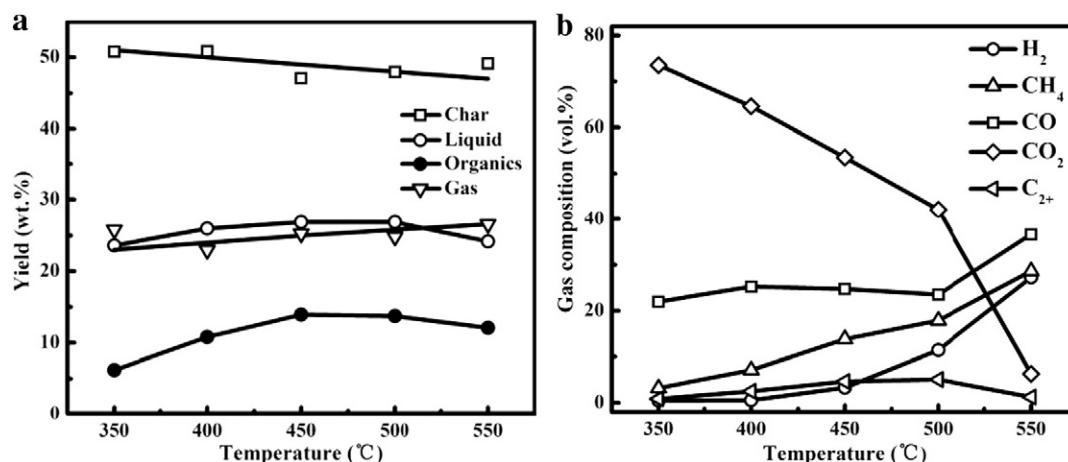 a
Yield (wt.%)
50
40
30
20
10
0
Char
Liquid
Organics
Gas
350 400 450 500 550
Temperature (℃)
b
Gas composition (vol.%)
80
60
40
20
0
H₂
CH₄
CO
CO₂
C₂₊
350 400 450 500 550
Temperature (℃)